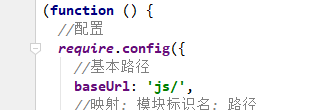 (function () {
//配置
require.config({
//基本路径
baseUrl: 'js/',
//映射: 模块标识名: 路径